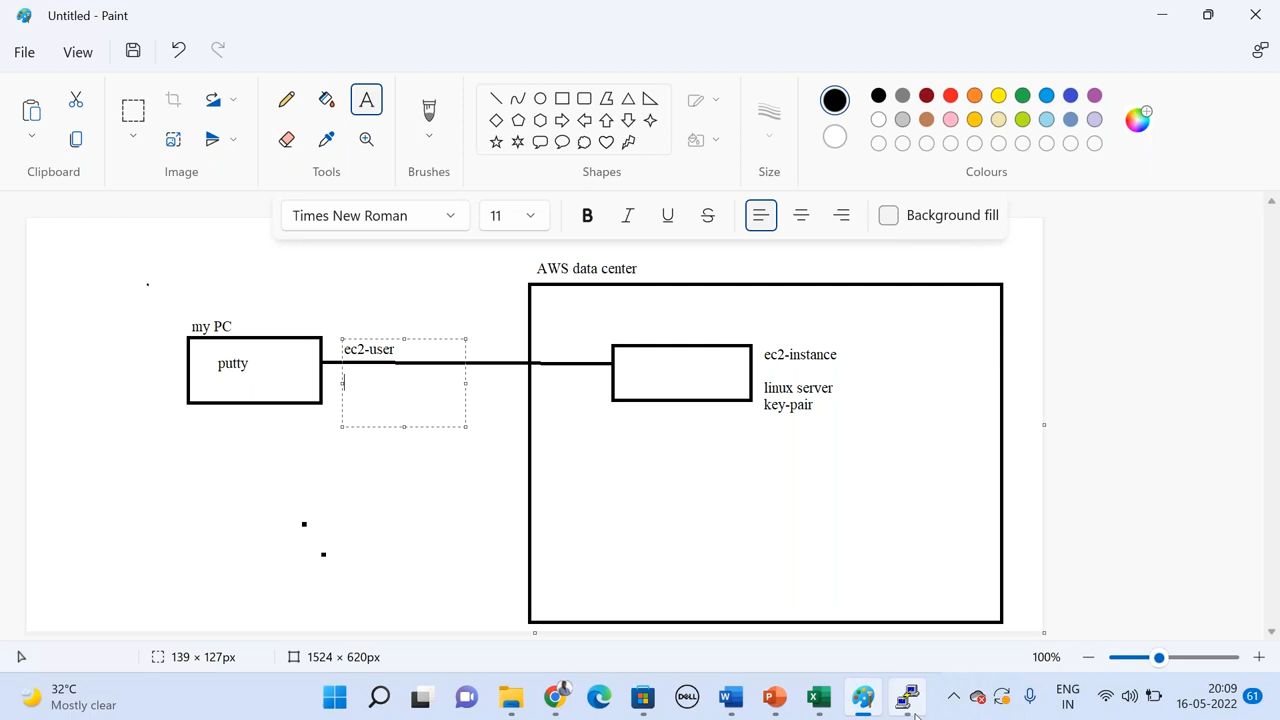 Untitled - Paint
File
View
Clipboard
Image
Tools
Brushes
Shapes
Size
Colours
Times New Roman
11
B
I
U
S
Background fill
AWS data center
my PC
putty
ec2-user
ec2-instance
linux server
key-pair
139 × 127px
1524 × 620px
100%
32°C
Mostly clear
DELL
ENG
IN
20:09
16-05-2022
61